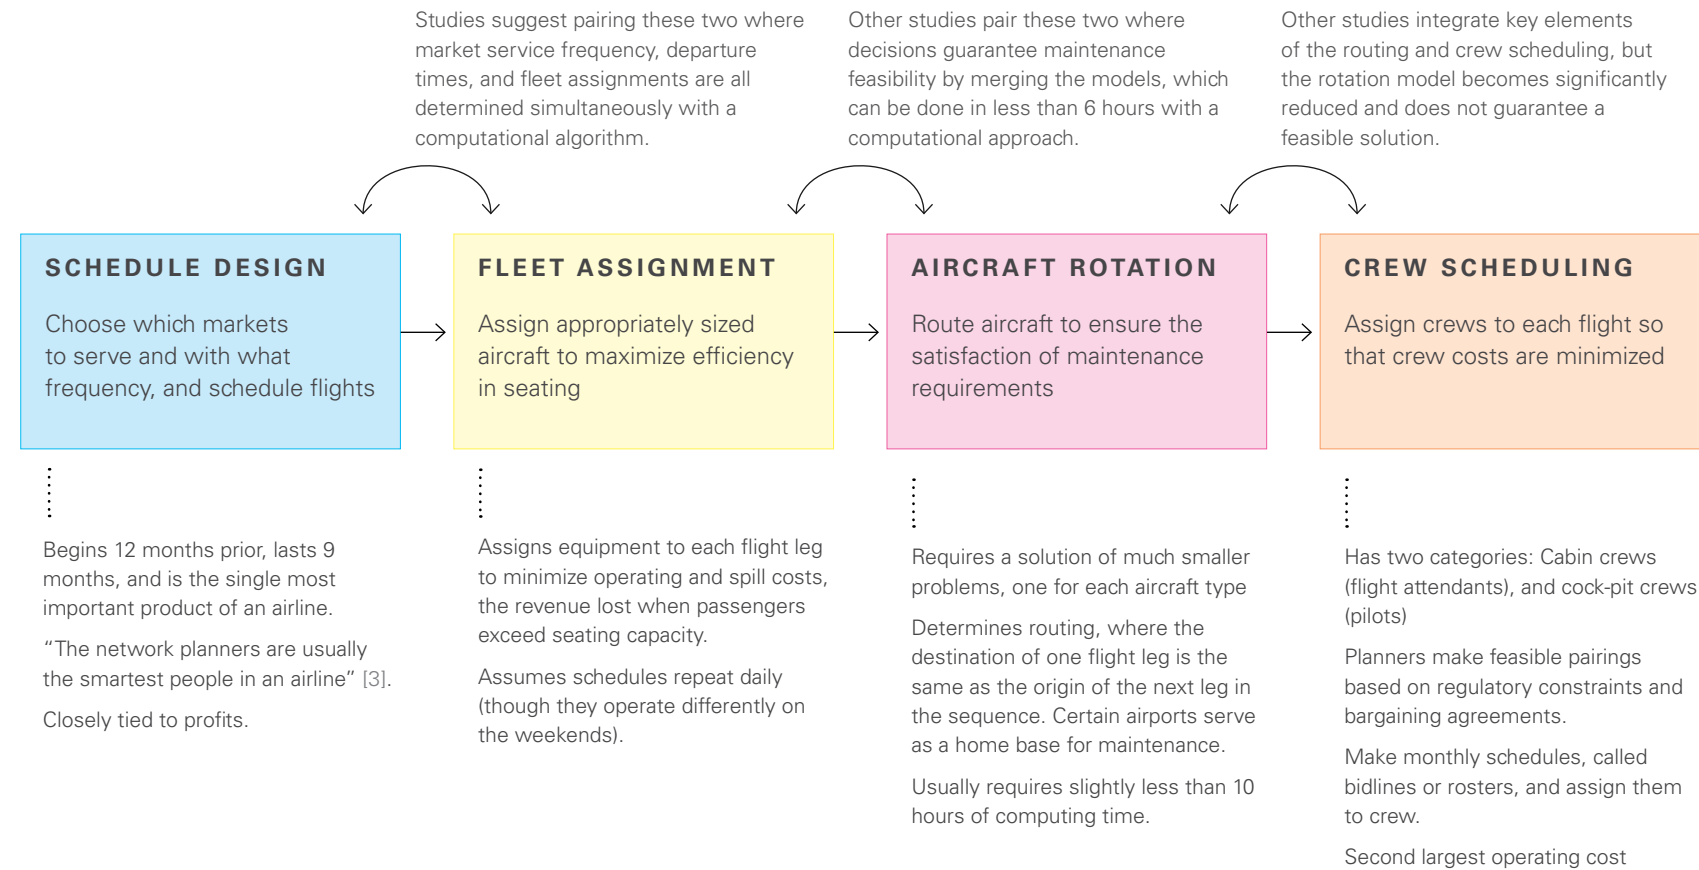 Studies suggest pairing these two where
market service frequency, departure
times, and fleet assignments are all
determined simultaneously with a
computational algorithm.
Other studies pair these two where
decisions guarantee maintenance
feasibility by merging the models, which
can be done in less than 6 hours with a
computational approach.
Other studies integrate key elements
of the routing and crew scheduling, but
the rotation model becomes significantly
reduced and does not guarantee a
feasible solution.
SCHEDULE DESIGN
Choose which markets
to serve and with what
frequency, and schedule flights
FLEET ASSIGNMENT
Assign appropriately sized
aircraft to maximize efficiency
in seating
AIRCRAFT ROTATION
Route aircraft to ensure the
satisfaction of maintenance
requirements
CREW SCHEDULING
Assign crews to each flight so
that crew costs are minimized
Begins 12 months prior, lasts 9
months, and is the single most
important product of an airline.
“The network planners are usually
the smartest people in an airline” [3].
Closely tied to profits.
Assigns equipment to each flight leg
to minimize operating and spill costs,
the revenue lost when passengers
exceed seating capacity.
Assumes schedules repeat daily
(though they operate differently on
the weekends).
Requires a solution of much smaller
problems, one for each aircraft type
Determines routing, where the
destination of one flight leg is the
same as the origin of the next leg in
the sequence. Certain airports serve
as a home base for maintenance.
Usually requires slightly less than 10
hours of computing time.
Has two categories: Cabin crews
(flight attendants), and cock-pit crews
(pilots)
Planners make feasible pairings
based on regulatory constraints and
bargaining agreements.
Make monthly schedules, called
bidlines or rosters, and assign them
to crew.
Second largest operating cost